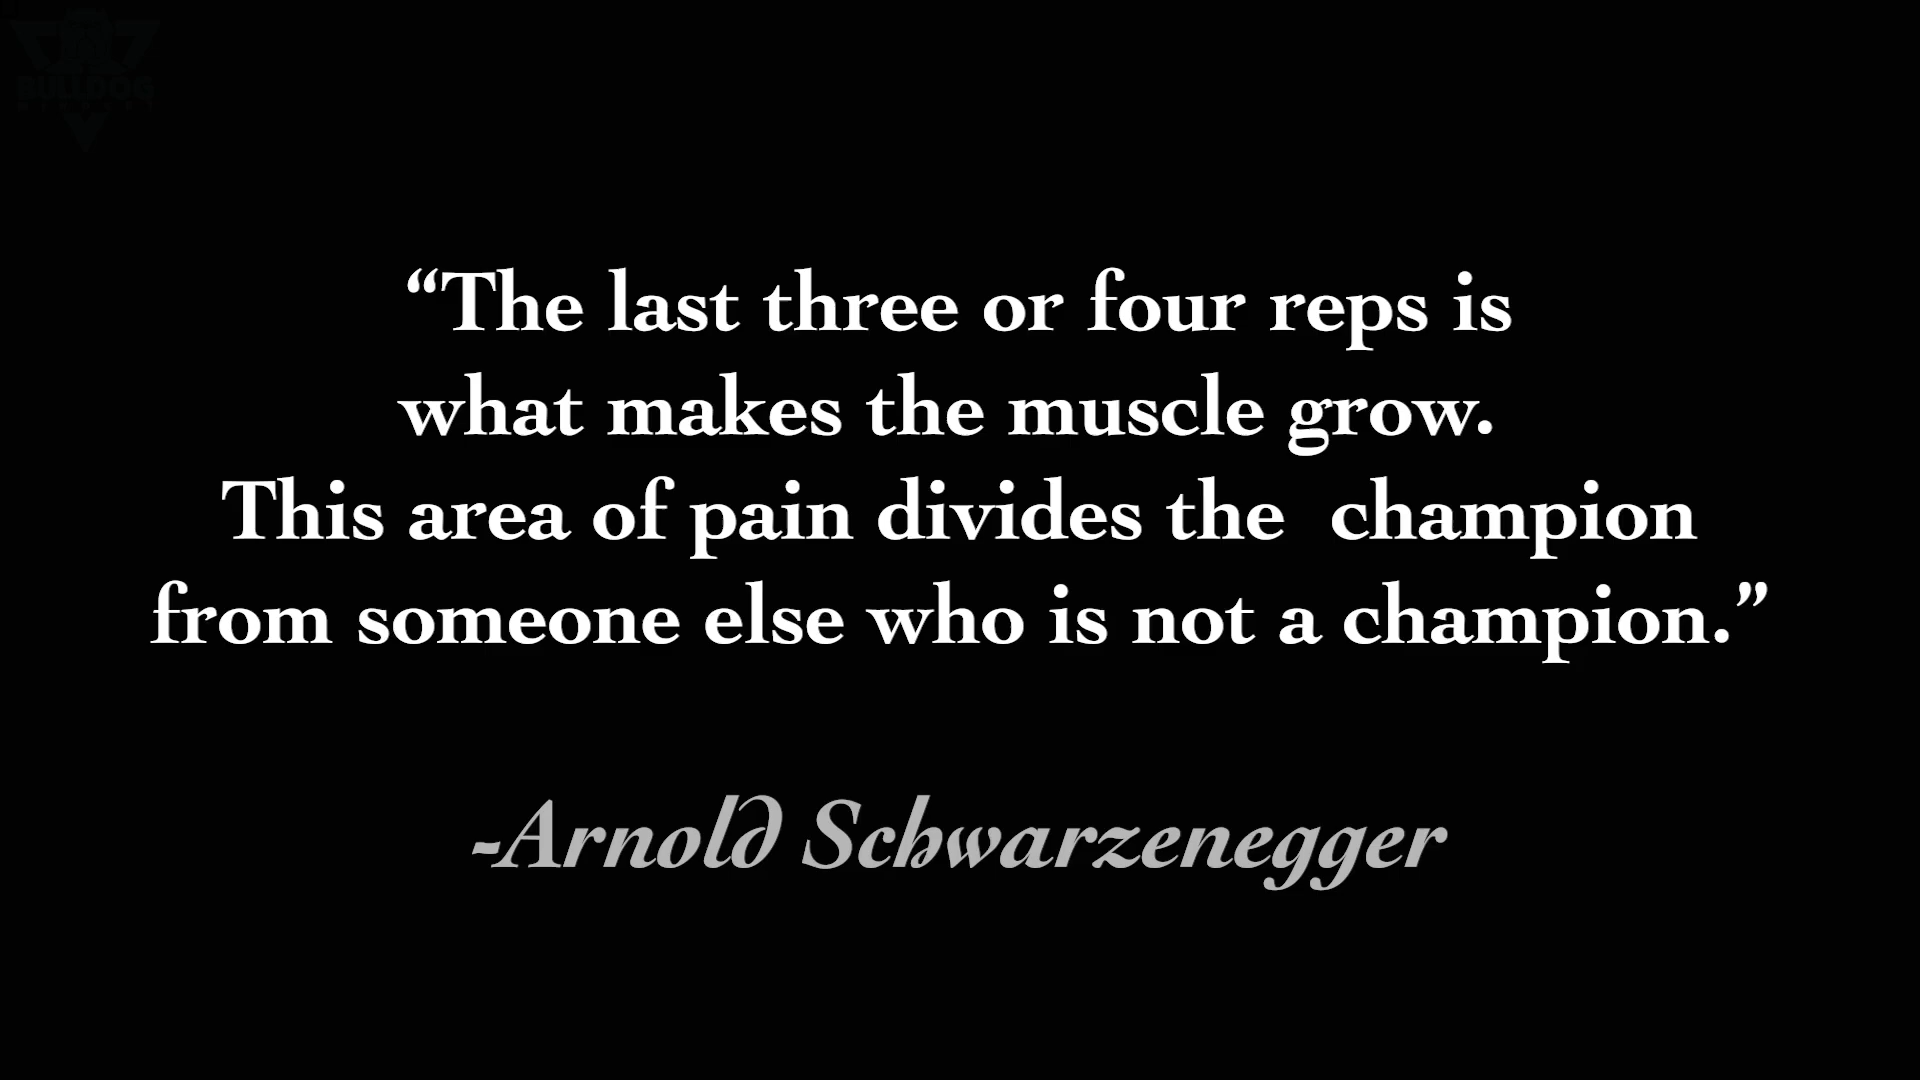 BULLDOG
“The last three or four reps is
what makes the muscle grow.
This area of pain divides the  champion
from someone else who is not a champion.”
-Arnold Schwarzenegger